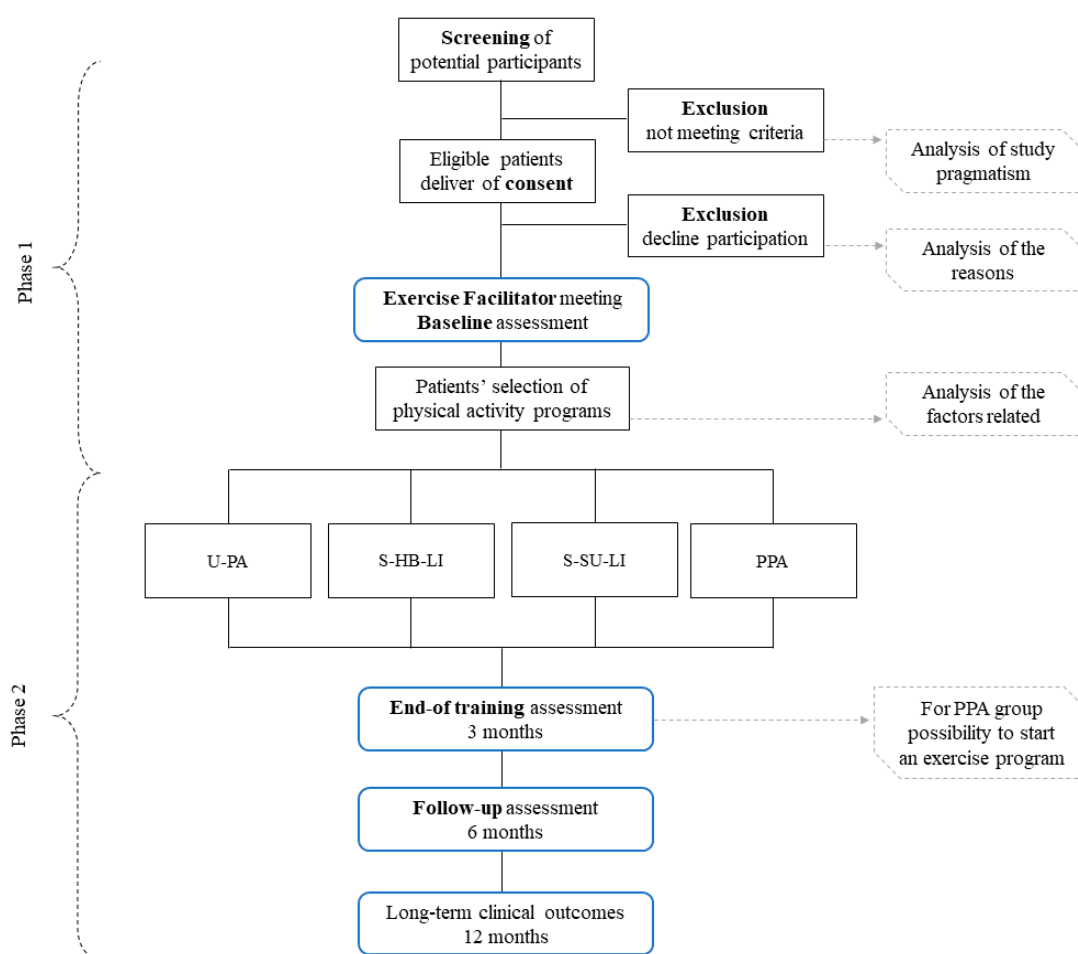 Screening of
potential participants
Exclusion
not meeting criteria
Analysis of study
pragmatism
Eligible patients
deliver of consent
Exclusion
decline participation
Analysis of the
reasons
Phase 1
Exercise Facilitator meeting
Baseline assessment
Patients’ selection of
physical activity programs
Analysis of the
factors related
U-PA
S-HB-LI
S-SU-LI
PPA
Phase 2
End-of training assessment
3 months
For PPA group
possibility to start
an exercise program
Follow-up assessment
6 months
Long-term clinical outcomes
12 months